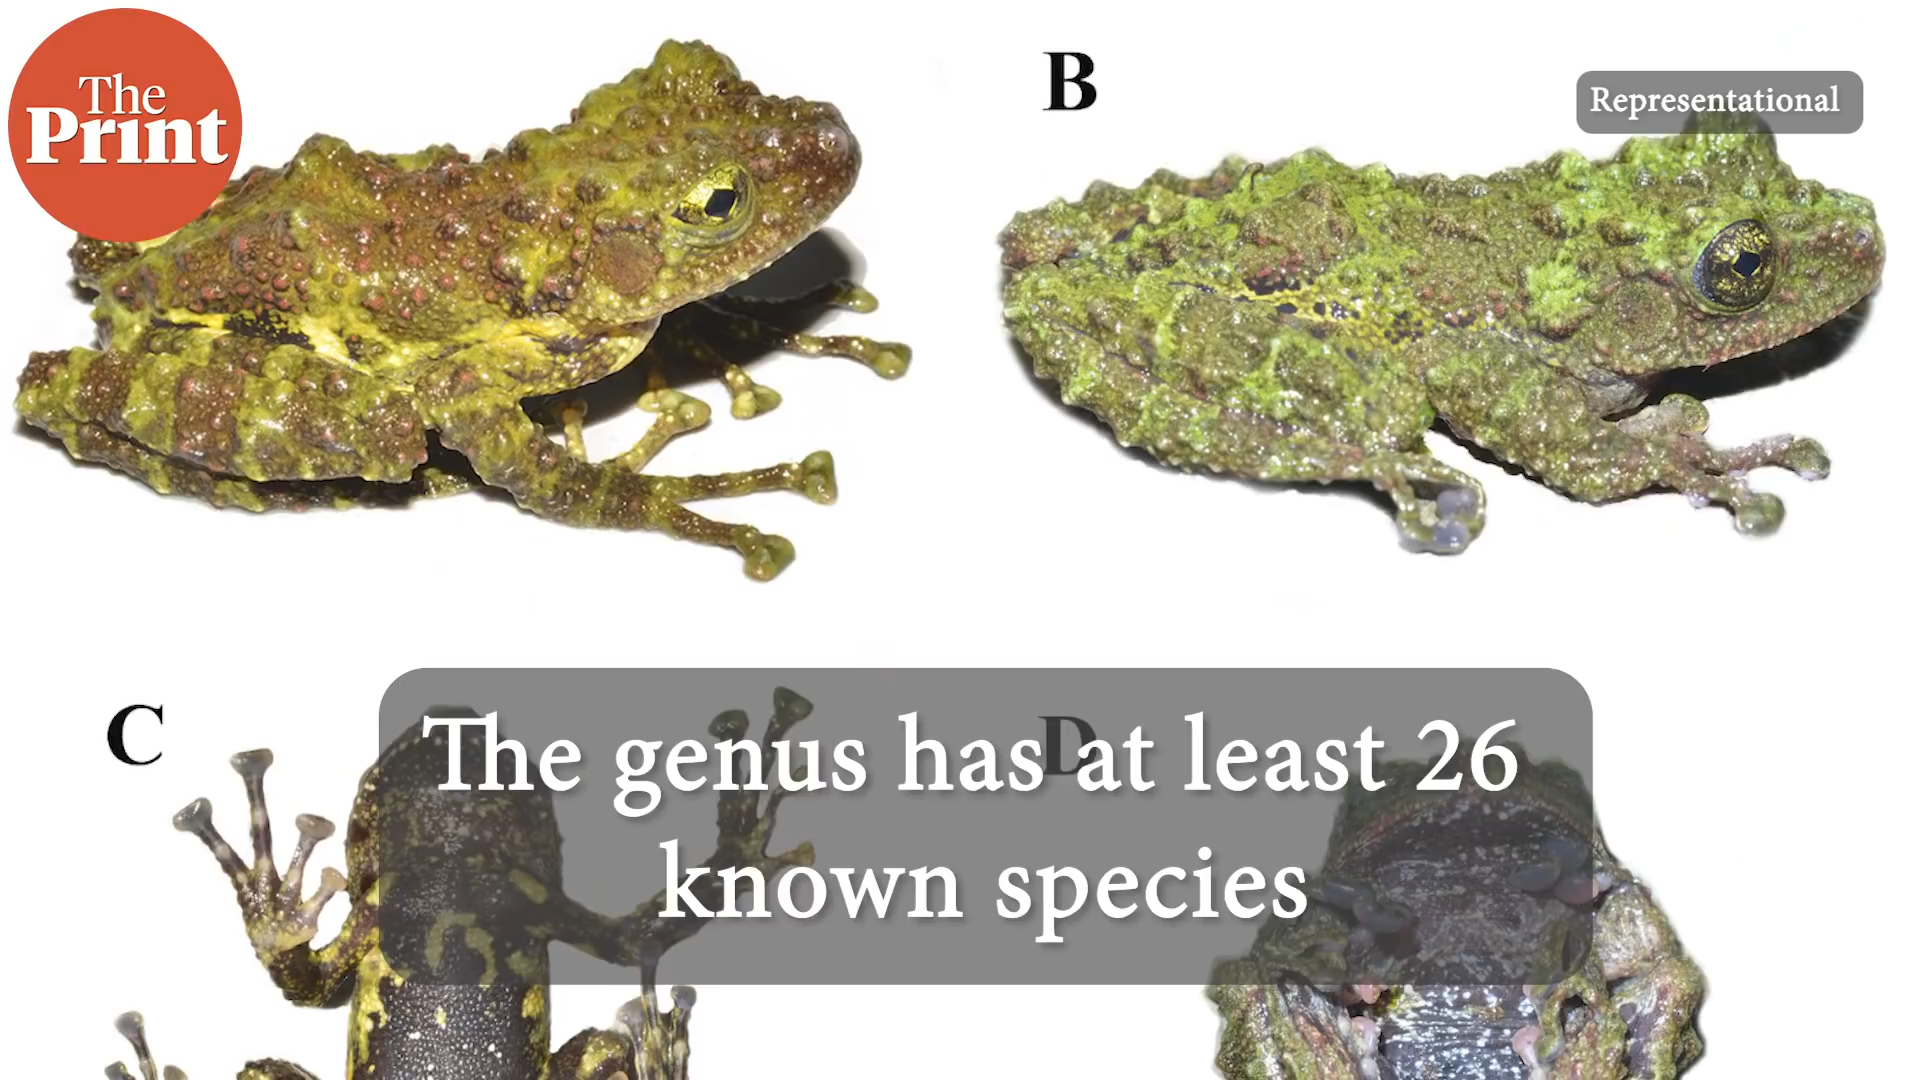 The
Print
B
Representational
C
D
The genus has at least 26
known species